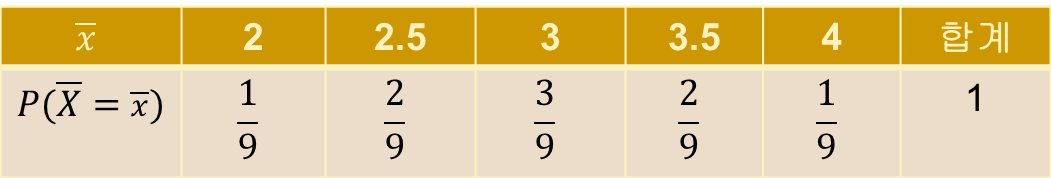 x̅ 2 2.5 3 3.5 4 합계
P(X̅ = x̅) 1/9 2/9 3/9 2/9 1/9 1